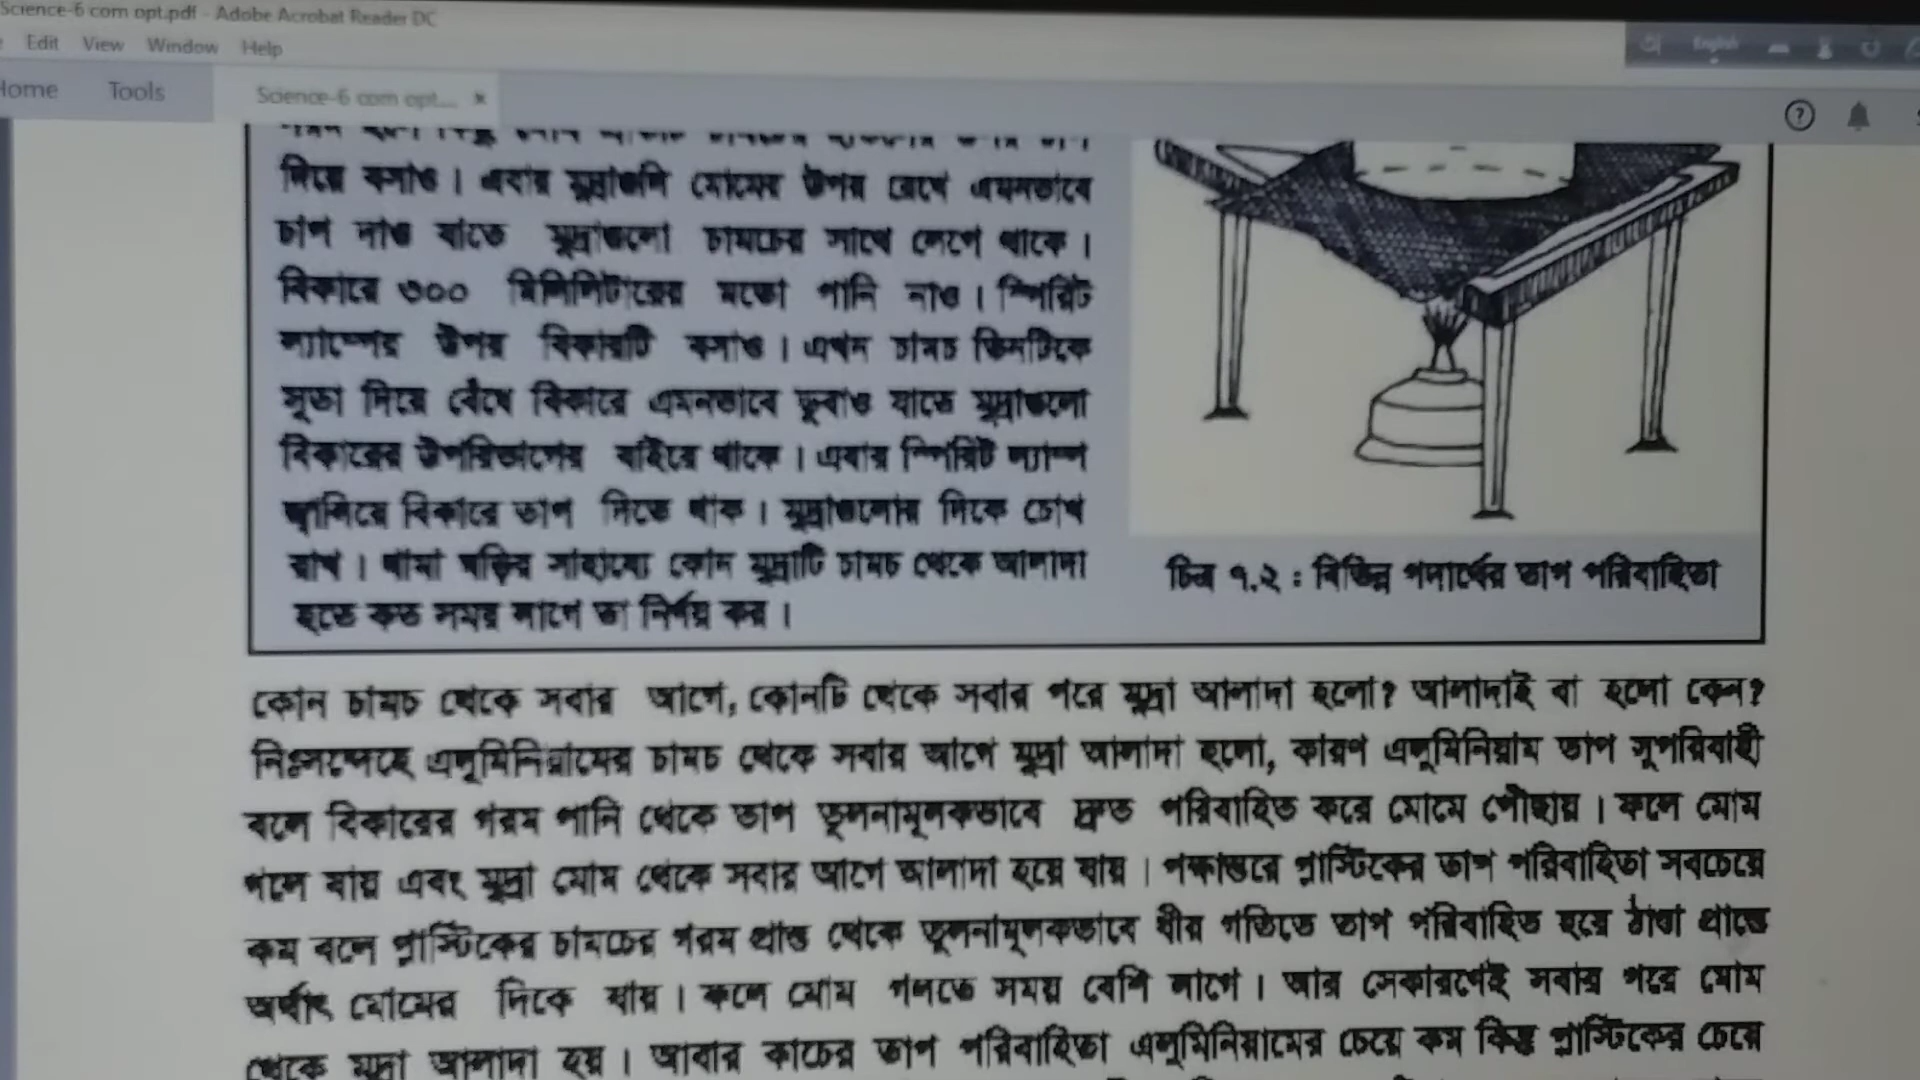 Science-6 com opt.pdf - Adobe Acrobat Reader DC
Edit View Window Help
English
Home Tools Science-6 com opt... ×
দিয়ে বসাও। এবার মুদ্রাগুলি মোমের উপর রেখে এমনভাবে
চাপ দাও যাতে মুদ্রাগুলো চামচের সাথে লেগে থাকে।
বিকারে ৩০০ মিলিলিটারের মতো পানি নাও। স্পিরিট
ল্যাম্পের উপর বিকারটি বসাও। এখন চামচ তিনটিকে
সূতা দিয়ে বেঁধে বিকারে এমনভাবে ডুবাও যাতে মুদ্রাগুলো
বিকারের উপরিভাগের বাইরে থাকে। এবার স্পিরিট ল্যাম্প
জ্বালিয়ে বিকারে তাপ দিতে থাক। মুদ্রাগুলোর দিকে চোখ
রাখ। থামা ঘড়ির সাহায্যে কোন মুদ্রাটি চামচ থেকে আলাদা
হতে কত সময় লাগে তা নির্ণয় কর।
চিত্র ৭.২ : বিভিন্ন পদার্থের তাপ পরিবাহিতা
কোন চামচ থেকে সবার আগে, কোনটি থেকে সবার পরে মুদ্রা আলাদা হলো? আলাদাই বা হলো কেন?
নিঃসন্দেহে এলুমিনিয়ামের চামচ থেকে সবার আগে মুদ্রা আলাদা হলো, কারণ এলুমিনিয়াম তাপ সুপরিবাহী
বলে বিকারের গরম পানি থেকে তাপ তুলনামূলকভাবে দ্রুত পরিবাহিত করে মোমে পৌঁছায়। ফলে মোম
গলে যায় এবং মুদ্রা মোম থেকে সবার আগে আলাদা হয়ে যায়। পক্ষান্তরে প্লাস্টিকের তাপ পরিবাহিতা সবচেয়ে
কম বলে প্লাস্টিকের চামচের গরম প্রান্ত থেকে তুলনামূলকভাবে ধীর গতিতে তাপ পরিবাহিত হয়ে ঠাণ্ডা প্রান্তে
অর্থাৎ মোমের দিকে যায়। ফলে মোম গলতে সময় বেশি লাগে। আর সেকারণেই সবার পরে মোম
থেকে মুদ্রা আলাদা হয়। আবার কাচের তাপ পরিবাহিতা এলুমিনিয়ামের চেয়ে কম কিন্তু প্লাস্টিকের চেয়ে